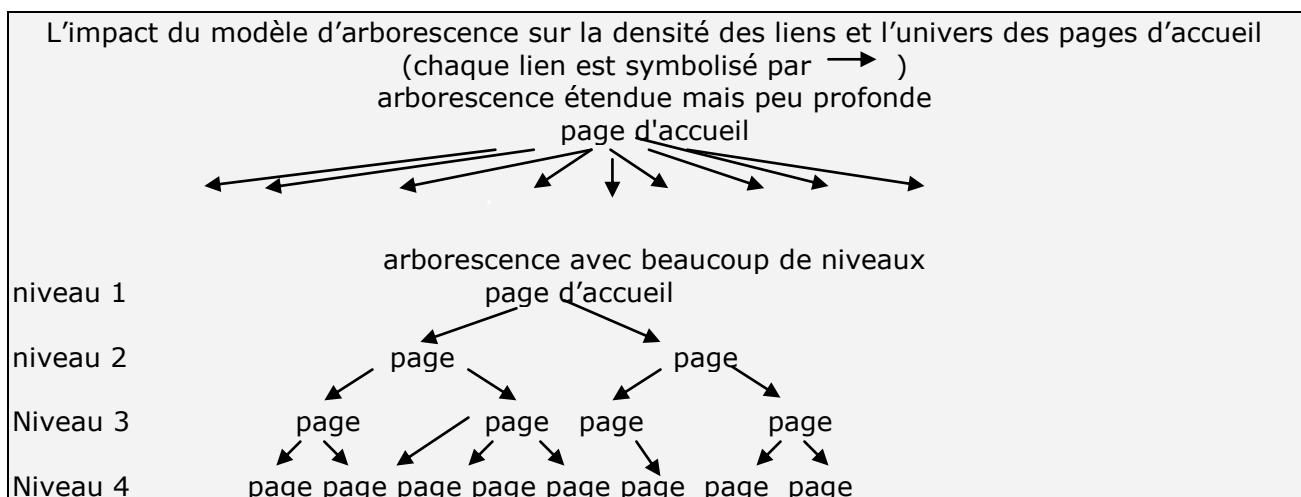 L’impact du modèle d’arborescence sur la densité des liens et l’univers des pages d’accueil
(chaque lien est symbolisé par )
arborescence étendue mais peu profonde
page d'accueil
arborescence avec beaucoup de niveaux
niveau 1 page d’accueil
niveau 2 page page
Niveau 3 page page page page
Niveau 4 page page page page page page page page